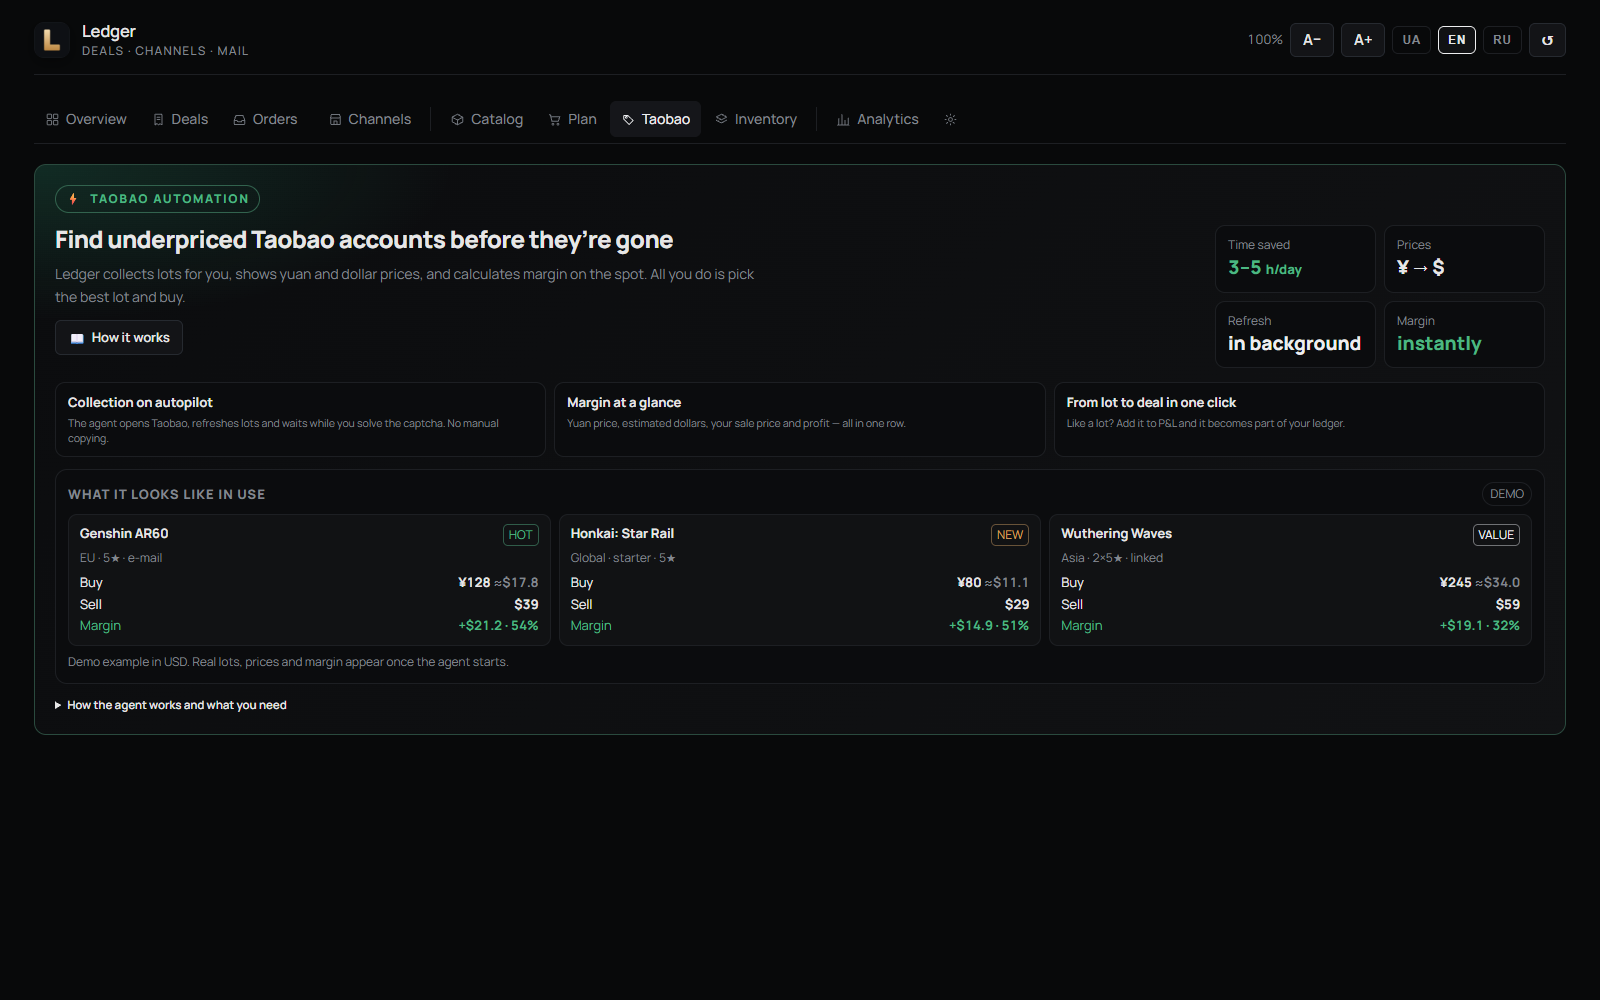 Ledger
DEALS · CHANNELS · MAIL
100% A− A+ UA EN RU ↺
Overview Deals Orders Channels Catalog Plan Taobao Inventory Analytics
TAOBAO AUTOMATION
Find underpriced Taobao accounts before they’re gone
Ledger collects lots for you, shows yuan and dollar prices, and calculates margin on the spot. All you do is pick
the best lot and buy.
How it works
Time saved
3–5 h/day
Prices
¥ → $
Refresh
in background
Margin
instantly
Collection on autopilot
The agent opens Taobao, refreshes lots and waits while you solve the captcha. No manual
copying.
Margin at a glance
Yuan price, estimated dollars, your sale price and profit — all in one row.
From lot to deal in one click
Like a lot? Add it to P&L and it becomes part of your ledger.
WHAT IT LOOKS LIKE IN USE
DEMO
Genshin AR60 HOT
EU · 5★ · e-mail
Buy ¥128 ≈$17.8
Sell $39
Margin +$21.2 · 54%
Honkai: Star Rail NEW
Global · starter · 5★
Buy ¥80 ≈$11.1
Sell $29
Margin +$14.9 · 51%
Wuthering Waves VALUE
Asia · 2×5★ · linked
Buy ¥245 ≈$34.0
Sell $59
Margin +$19.1 · 32%
Demo example in USD. Real lots, prices and margin appear once the agent starts.
How the agent works and what you need